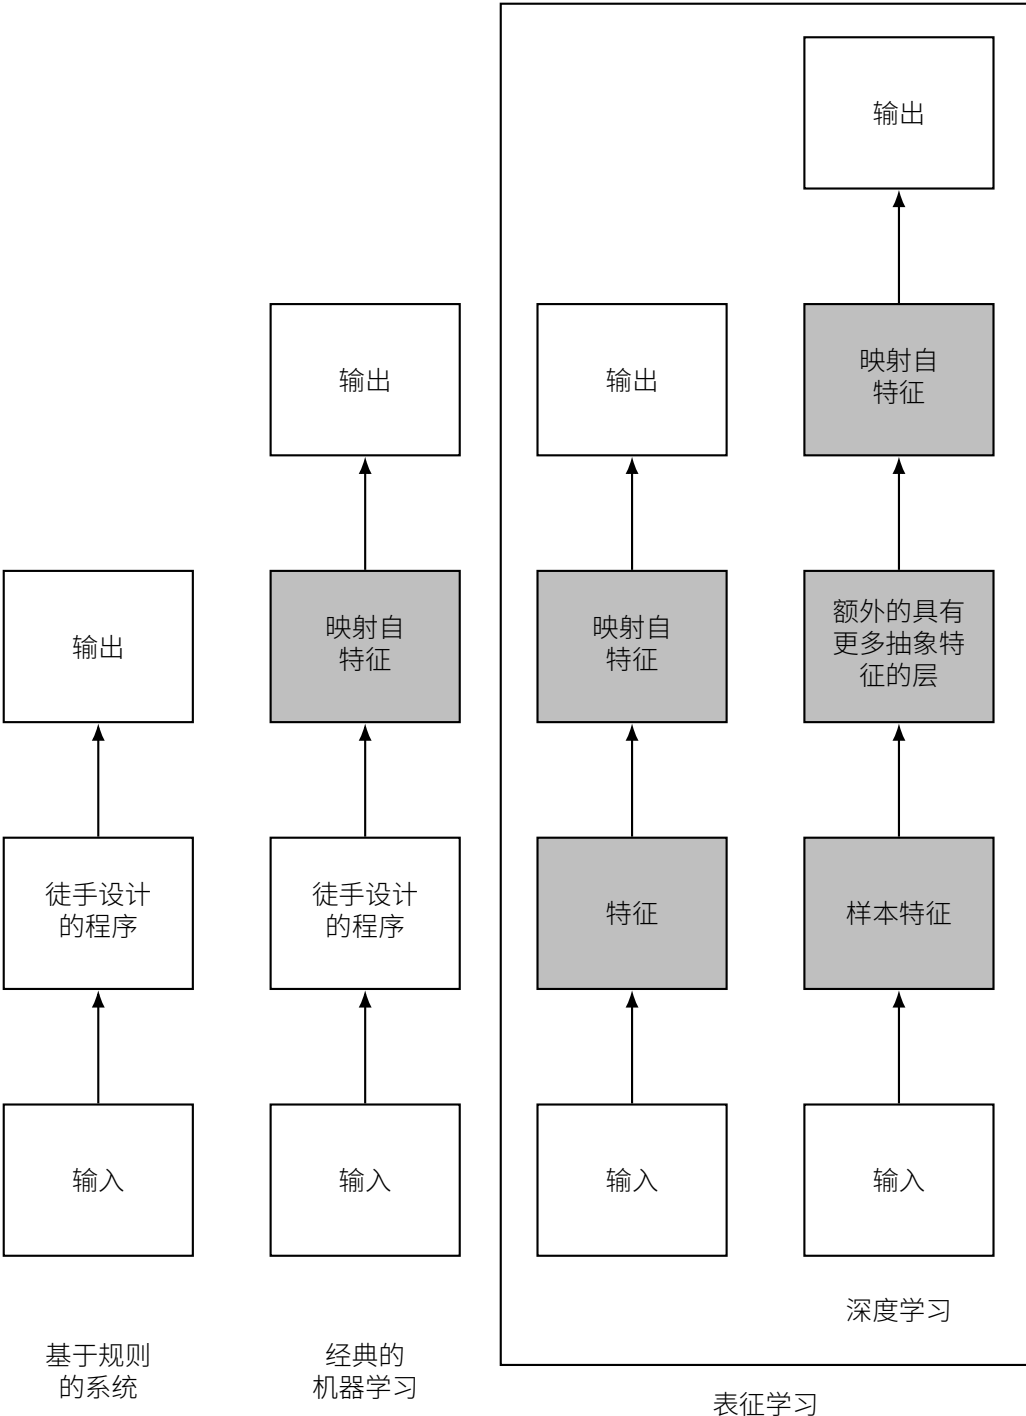 输出
输出
输出
映射自
特征
输出
映射自
特征
映射自
特征
额外的具有
更多抽象特
征的层
徒手设计
的程序
徒手设计
的程序
特征
样本特征
输入
输入
输入
输入
深度学习
基于规则
的系统
经典的
机器学习
表征学习